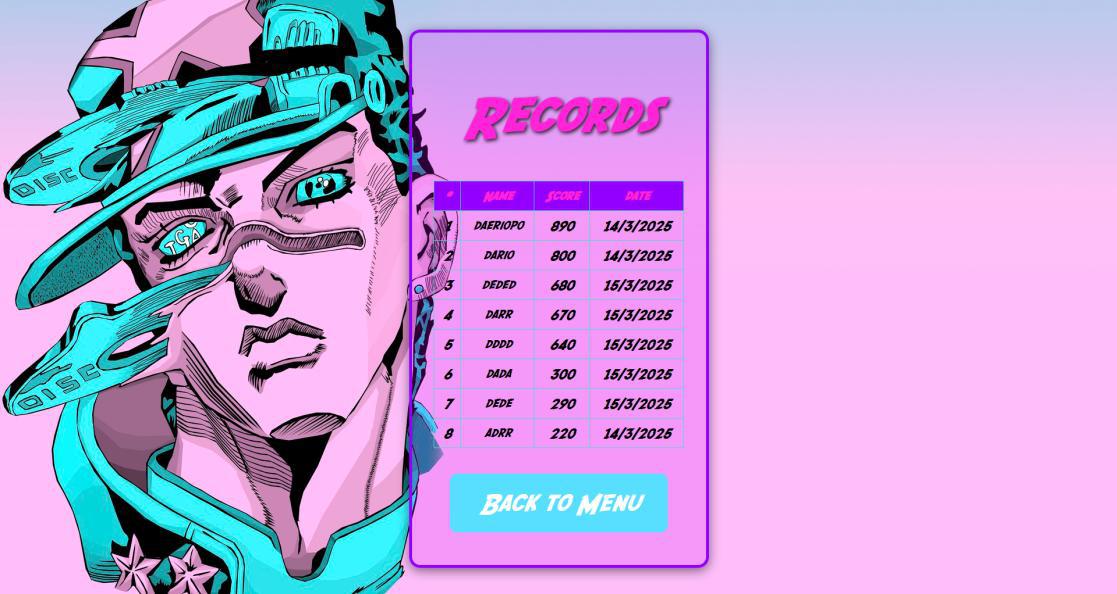 RECORDS
# NAME SCORE DATE
1 DAERIOPO 890 14/3/2025
2 DARIO 800 14/3/2025
3 DEDED 680 15/3/2025
4 DARR 670 15/3/2025
5 DDDD 640 15/3/2025
6 DADA 300 15/3/2025
7 DEDE 290 15/3/2025
8 ADRR 220 14/3/2025
BACK TO MENU
DISC
DISC